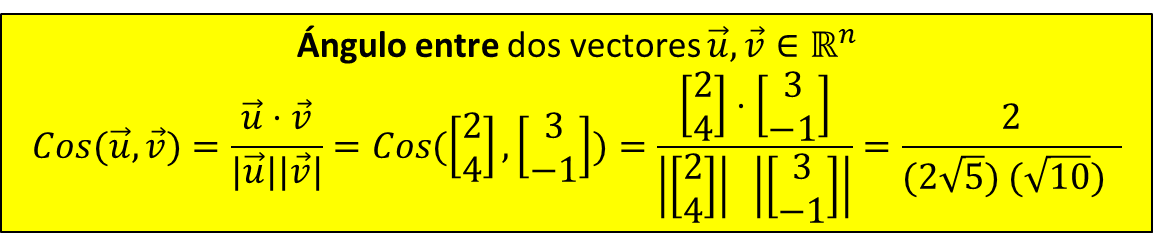 Ángulo entre dos vectores u⃗, v⃗ ∈ ℝⁿ
Cos(u⃗, v⃗) = (u⃗ · v⃗)/(|u⃗||v⃗|) = Cos([2 4], [3 −1]) = ([2 4] · [3 −1])/(|[2 4]| |[3 −1]|) = 2/((2√5) (√10))